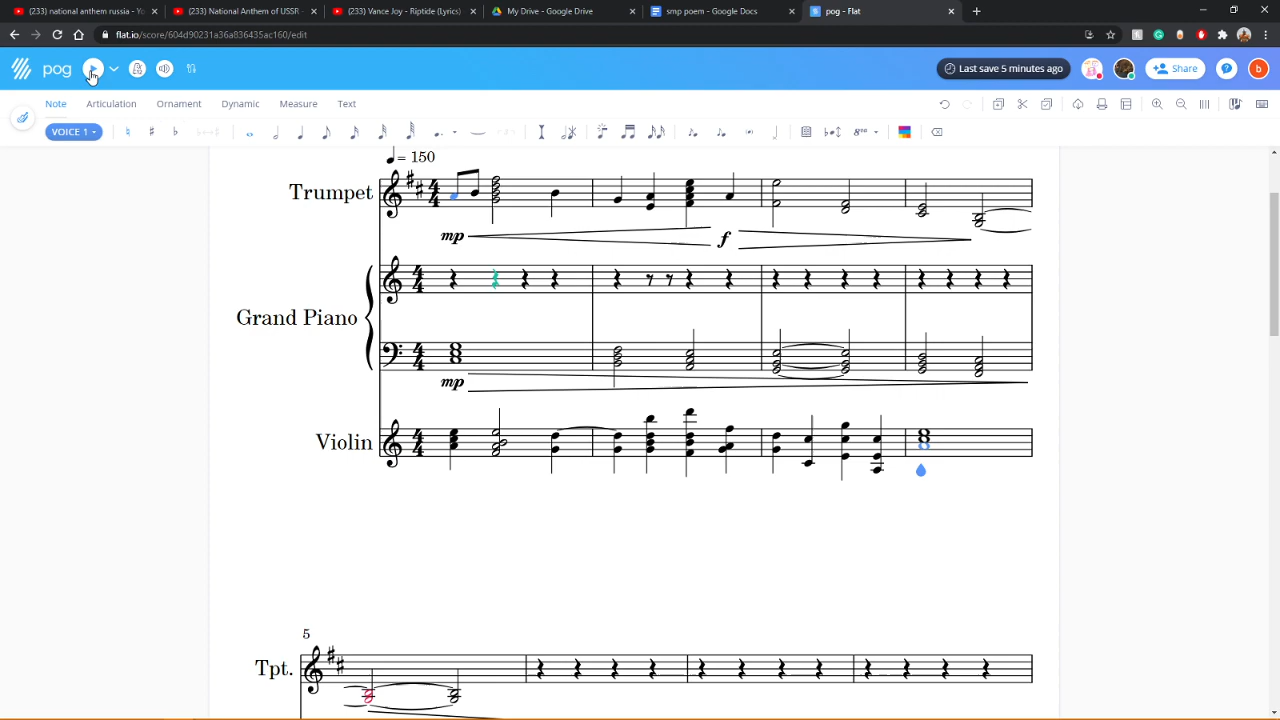 (233) national anthem russia - Yo
(233) National Anthem of USSR -
(233) Vance Joy - Riptide (Lyrics)
My Drive - Google Drive
smp poem - Google Docs
pog - Flat
flat.io/score/604d90231a36a836435ac160/edit
pog
Last save 5 minutes ago
Share
b
Note
Articulation
Ornament
Dynamic
Measure
Text
VOICE 1
8va
= 150
Trumpet
mp
f
Grand Piano
mp
Violin
5
Tpt.